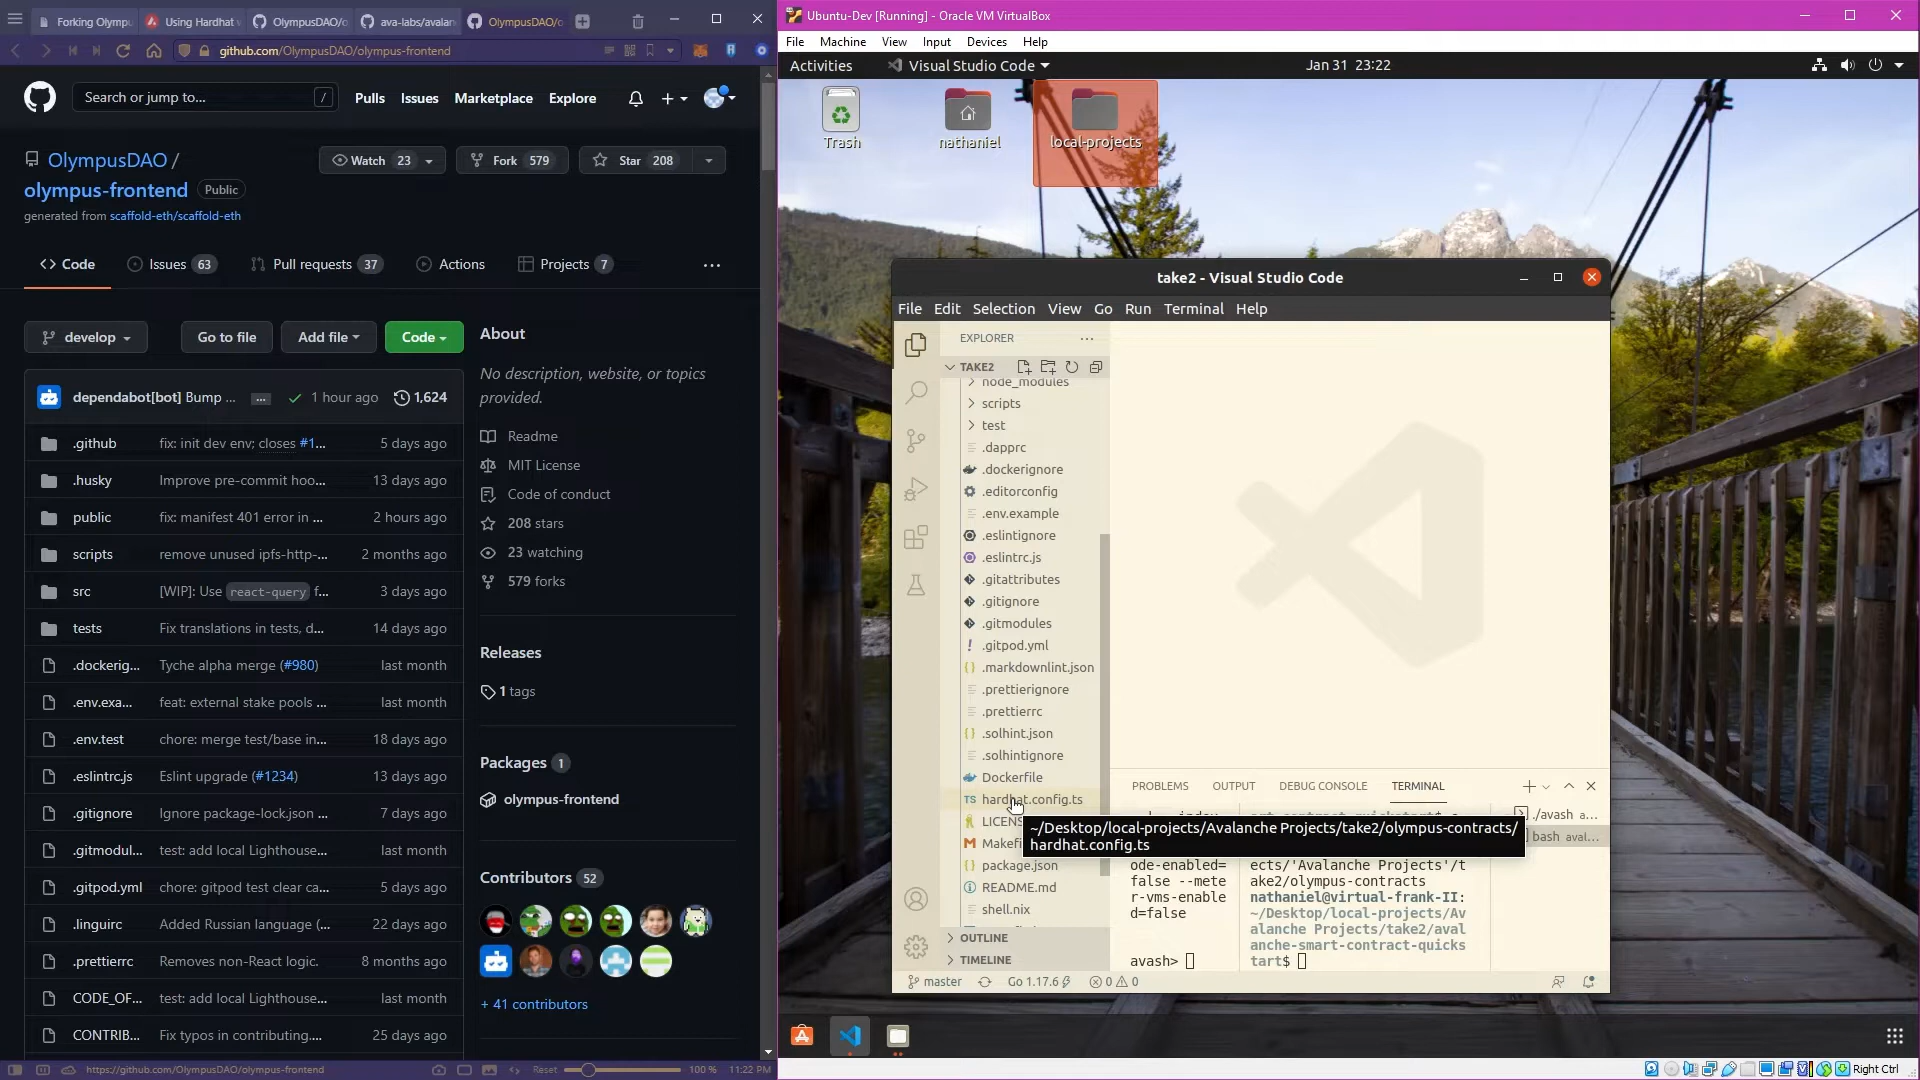 Forking Olympu
Using Hardhat v
OlympusDAO/o
ava-labs/avalan
OlympusDAO/o
github.com/OlympusDAO/olympus-frontend
Search or jump to...
/
Pulls
Issues
Marketplace
Explore
OlympusDAO /
olympus-frontend
Public
generated from scaffold-eth/scaffold-eth
Watch 23
Fork 579
Star 208
Code
Issues 63
Pull requests 37
Actions
Projects 7
develop
Go to file
Add file
Code
dependabot[bot] Bump ...
1 hour ago
1,624
.github
fix: init dev env; closes #1...
5 days ago
.husky
Improve pre-commit hoo...
13 days ago
public
fix: manifest 401 error in ...
2 hours ago
scripts
remove unused ipfs-http-...
2 months ago
src
[WIP]: Use react-query f...
3 days ago
tests
Fix translations in tests, d...
14 days ago
.dockerig...
Tyche alpha merge (#980)
last month
.env.exa...
feat: external stake pools ...
last month
.env.test
chore: merge test/base in...
18 days ago
.eslintrc.js
Eslint upgrade (#1234)
13 days ago
.gitignore
Ignore package-lock.json ...
7 days ago
.gitmodul...
test: add local Lighthouse...
last month
.gitpod.yml
chore: gitpod test clear ca...
5 days ago
.linguirc
Added Russian language (...
22 days ago
.prettierrc
Removes non-React logic.
8 months ago
CODE_OF...
test: add local Lighthouse...
last month
CONTRIB...
Fix typos in contributing....
25 days ago
About
No description, website, or topics
provided.
Readme
MIT License
Code of conduct
208 stars
23 watching
579 forks
Releases
1 tags
Packages 1
olympus-frontend
Contributors 52
+ 41 contributors
https://github.com/OlympusDAO/olympus-frontend
Reset
100 %
11:22 PM
Ubuntu-Dev [Running] - Oracle VM VirtualBox
File Machine View Input Devices Help
Activities
Visual Studio Code
Jan 31 23:22
Trash
nathaniel
local-projects
take2 - Visual Studio Code
File Edit Selection View Go Run Terminal Help
EXPLORER
TAKE2
node_modules
scripts
test
.dapprc
.dockerignore
.editorconfig
.env.example
.eslintignore
.eslintrc.js
.gitattributes
.gitignore
.gitmodules
.gitpod.yml
.markdownlint.json
.prettierignore
.prettierrc
.solhint.json
.solhintignore
Dockerfile
TS hardhat.config.ts
LICENS
Makefi
package.json
README.md
shell.nix
OUTLINE
TIMELINE
~/Desktop/local-projects/Avalanche Projects/take2/olympus-contracts/
hardhat.config.ts
PROBLEMS OUTPUT DEBUG CONSOLE TERMINAL
./avash a...
bash aval...
ode-enabled=
false --mete
r-vms-enable
d=false
avash>
ects/'Avalanche Projects'/t
ake2/olympus-contracts
nathaniel@virtual-frank-II:
~/Desktop/local-projects/Av
alanche Projects/take2/aval
anche-smart-contract-quicks
tart$
master
Go 1.17.6
0
0
Right Ctrl